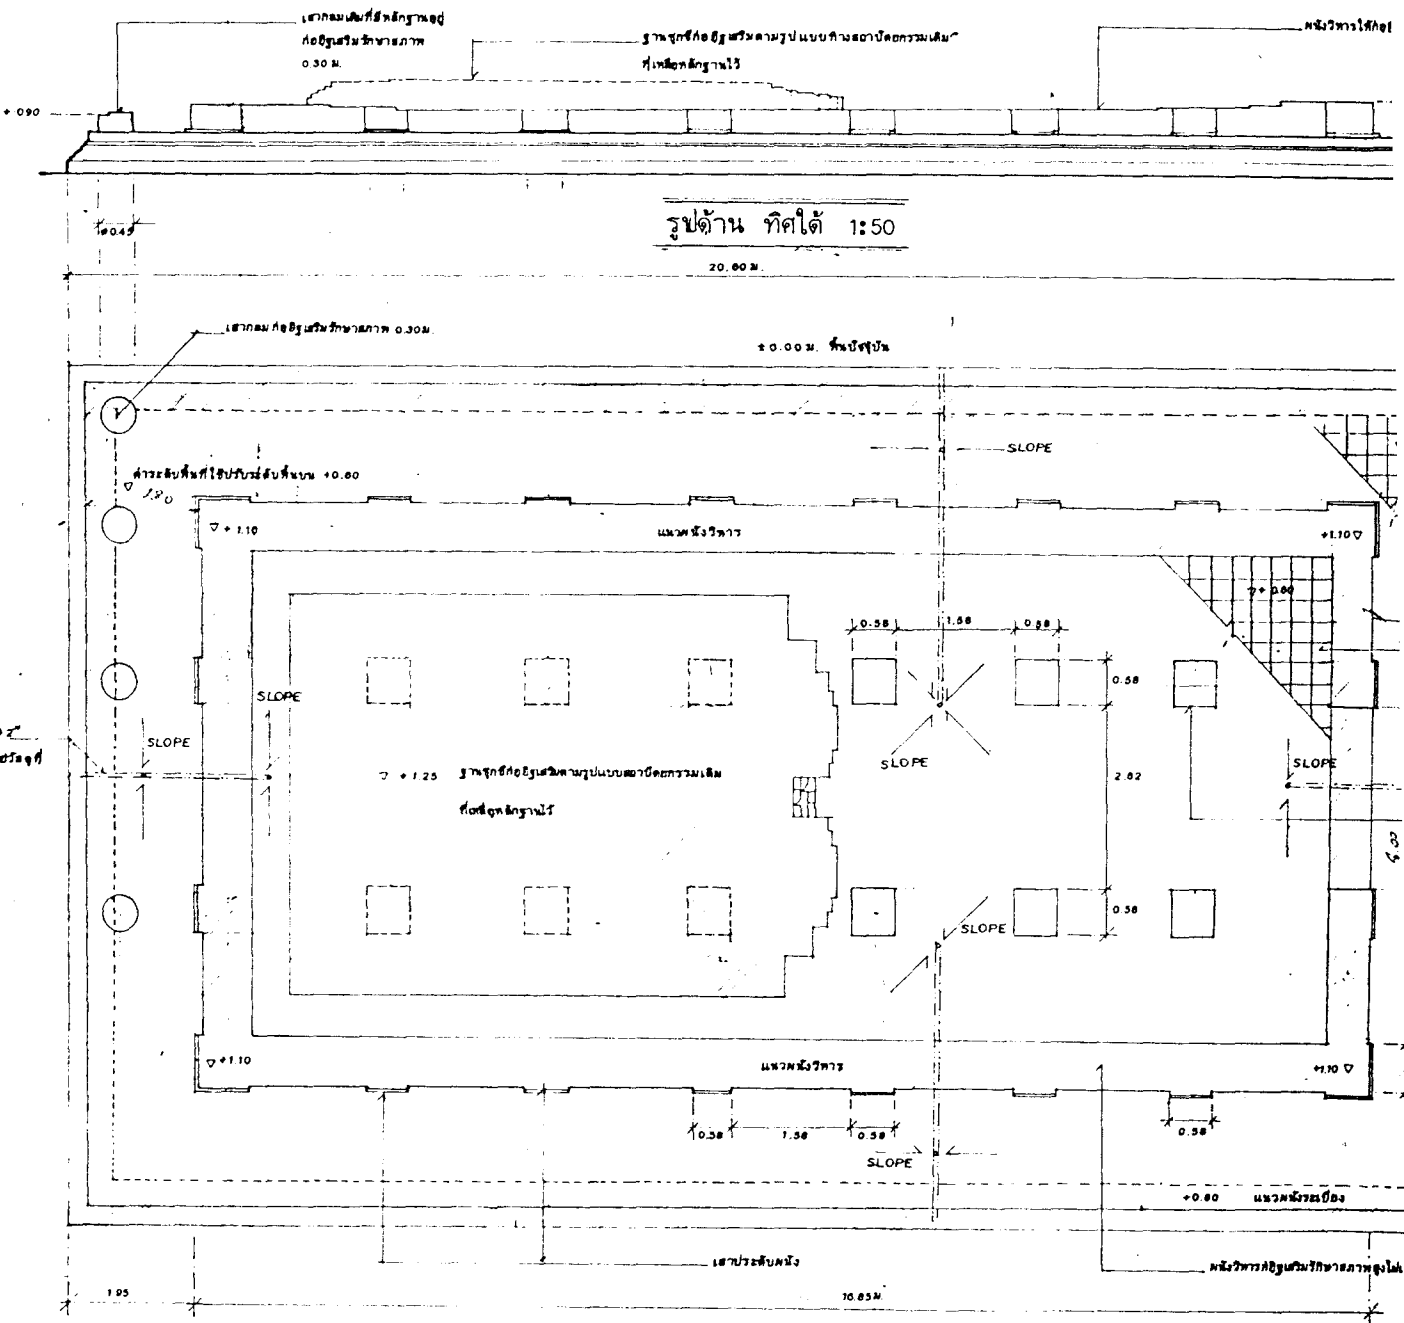 เสากลมเดิมที่มีหลักฐานอยู่
ก่ออิฐเสริมรักษาสภาพ
0.30 ม.
ฐานชุกชีก่ออิฐเสริมตามรูปแบบทางสถาปัตยกรรมเดิม
ที่เหลือหลักฐานไว้
ผนังวิหารให้ก่อ
+ 090
ø0.45
รูปด้าน ทิศใต้ 1:50
20.60 ม.
เสากลมก่ออิฐเสริมรักษาสภาพ 0.30 ม.
± 0.00 ม. พื้นปัจจุบัน
SLOPE
ค่าระดับพื้นที่ใช้ปรับระดับพื้นบน +0.60
1.20
+ 1.10
แนวผนังวิหาร
+1.10
+ 0.60
0.58
1.58
0.58
SLOPE
0.58
SLOPE
2"
SLOPE
SLOPE
+ 1.25
ฐานชุกชีก่ออิฐเสริมตามรูปแบบสถาปัตยกรรมเดิม
ที่เหลือหลักฐานไว้
2.62
6.00
0.58
SLOPE
+1.10
แนวผนังวิหาร
+1.10
0.58
1.58
0.58
0.58
SLOPE
+0.60
แนวผนังระเบียง
เสาประดับผนัง
ผนังวิหารก่ออิฐเสริมรักษาสภาพสูง
1.95
16.65 ม.